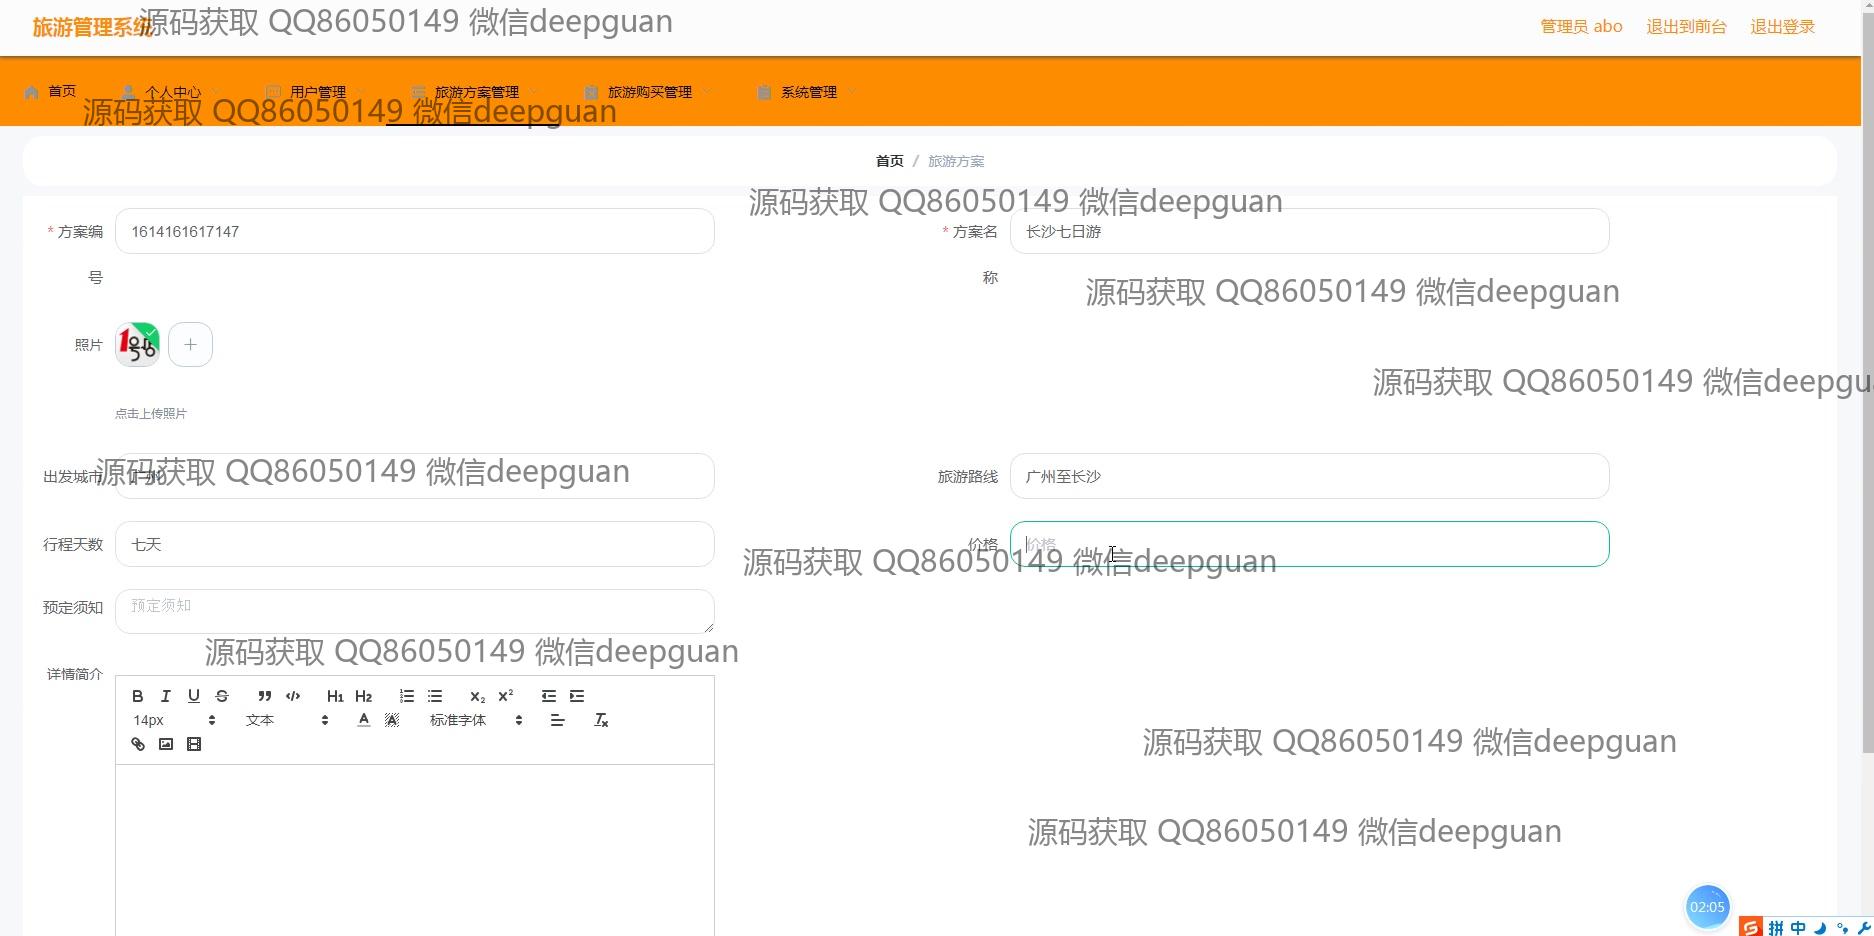 旅游管理系统
源码获取 QQ86050149 微信deepguan
管理员 abo 退出到前台 退出登录
首页 个人中心 用户管理 旅游方案管理 旅游购买管理 系统管理
源码获取 QQ86050149 微信deepguan
首页 / 旅游方案
源码获取 QQ86050149 微信deepguan
* 方案编号 1614161617147
* 方案名称 长沙七日游
源码获取 QQ86050149 微信deepguan
照片 1号店
源码获取 QQ86050149 微信deepgu
点击上传照片
出发城市 广州
源码获取 QQ86050149 微信deepguan
旅游路线 广州至长沙
行程天数 七天
价格 价格
源码获取 QQ86050149 微信deepguan
预定须知 预定须知
源码获取 QQ86050149 微信deepguan
详情简介
B I U S H1 H2 X2 X2
14px 文本 A A 标准字体 Tx
源码获取 QQ86050149 微信deepguan
源码获取 QQ86050149 微信deepguan
02:05
S 拼 中